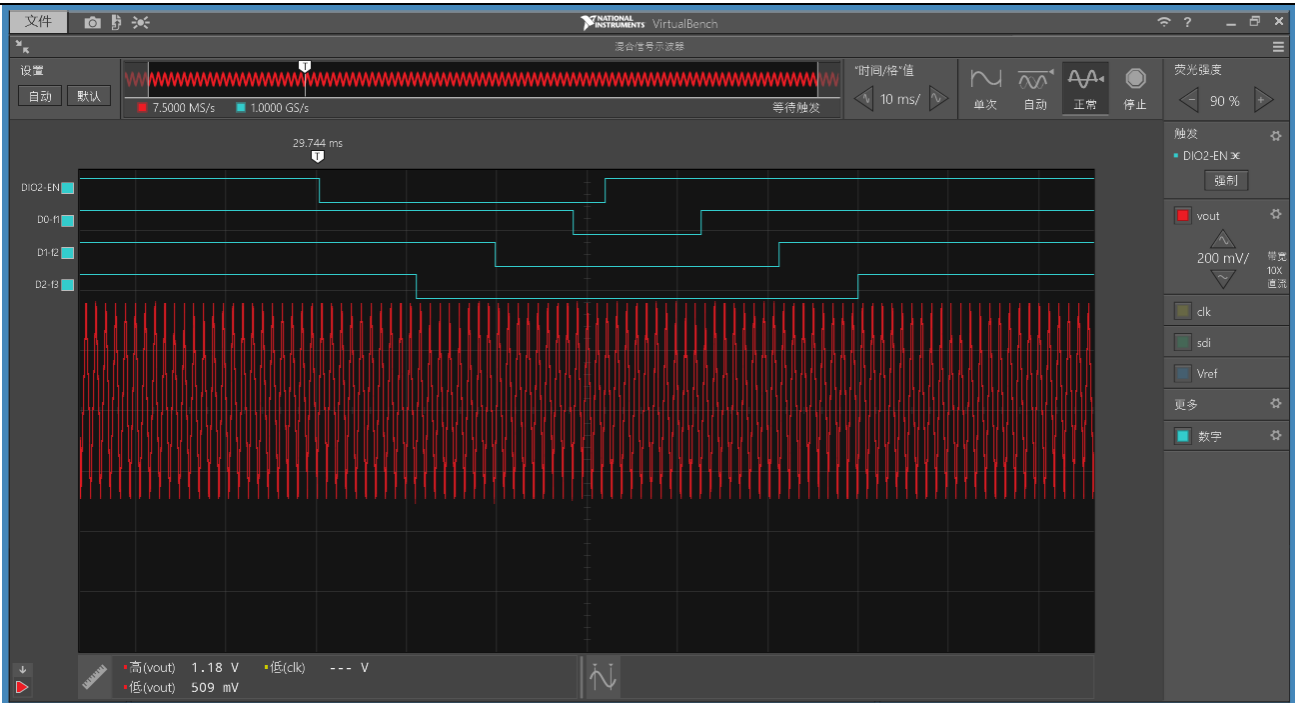 文件
NATIONAL INSTRUMENTS VirtualBench
?
混合信号示波器
设置
自动 默认
T
7.5000 MS/s 1.0000 GS/s 等待触发
"时间/格"值
10 ms/
单次 自动 正常 停止
荧光强度
- 90 % +
29.744 ms
T
触发
DIO2-EN
强制
DIO2-EN
D0-f1
D1-f2
D2-f3
vout
200 mV/
带宽
10X
直流
clk
sdi
Vref
更多
数字
高(vout) 1.18 V 低(clk) --- V
低(vout) 509 mV